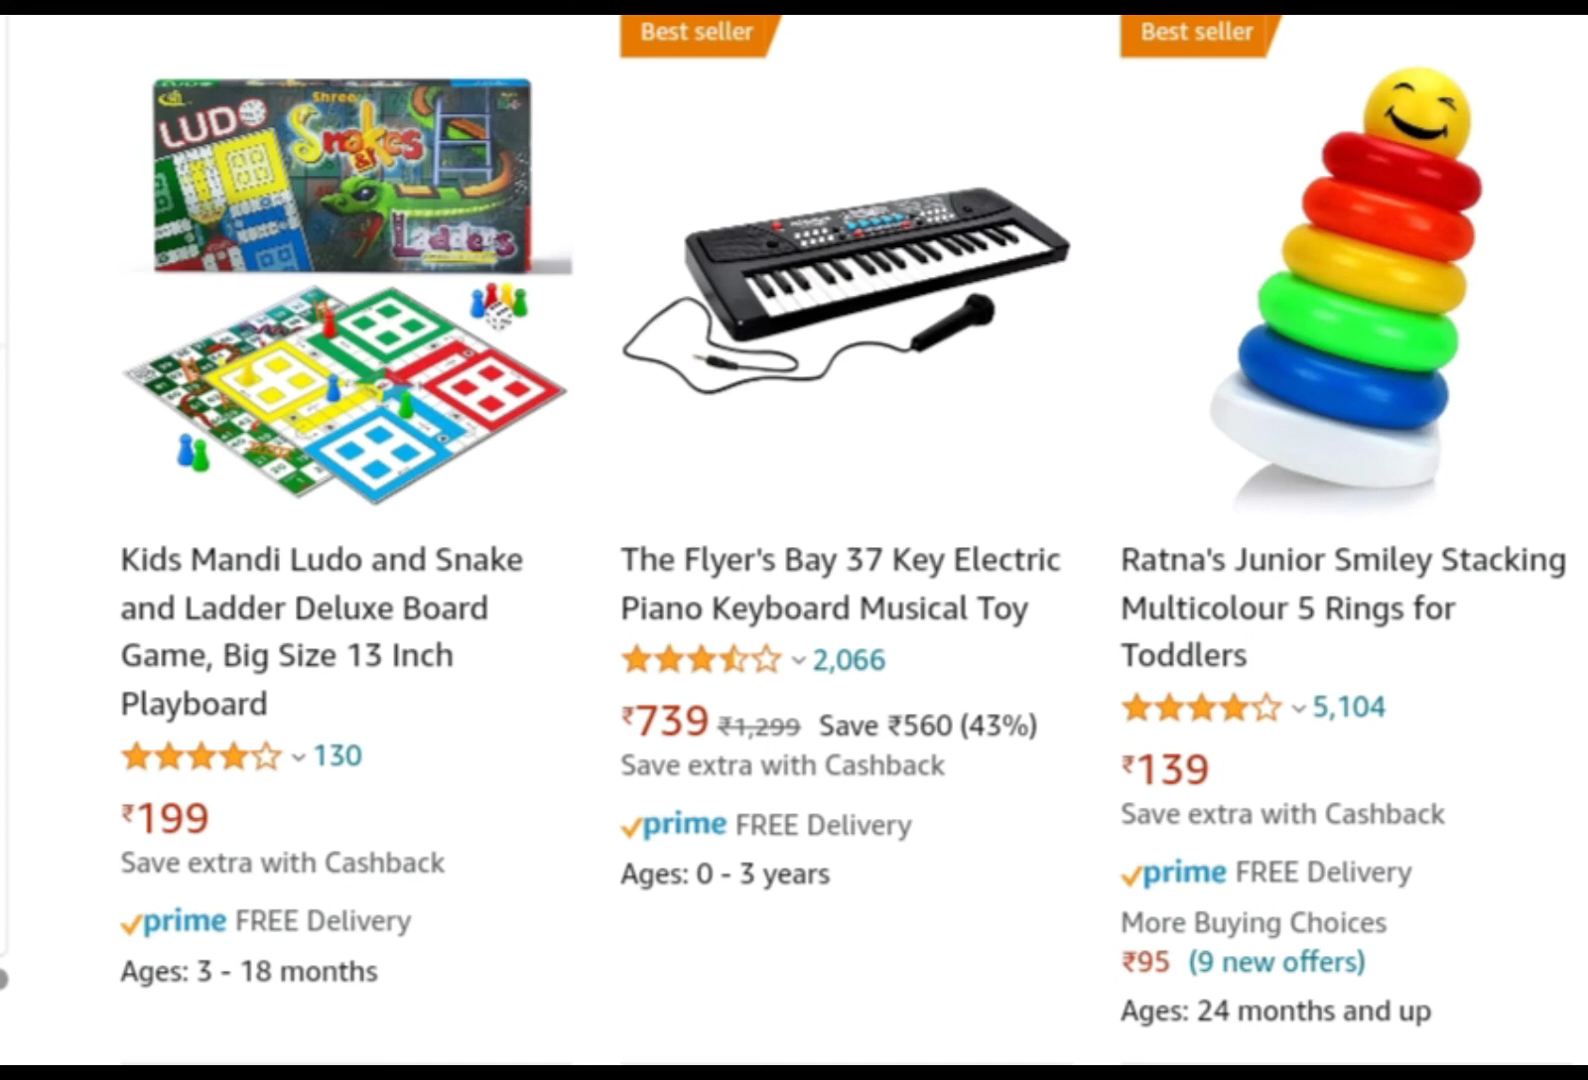 Best seller
Best seller
LUDO
Shree
Snakes
&
Ladders
Kids Mandi Ludo and Snake
and Ladder Deluxe Board
Game, Big Size 13 Inch
Playboard
130
₹199
Save extra with Cashback
prime FREE Delivery
Ages: 3 - 18 months
The Flyer's Bay 37 Key Electric
Piano Keyboard Musical Toy
2,066
₹739 ₹1,299 Save ₹560 (43%)
Save extra with Cashback
prime FREE Delivery
Ages: 0 - 3 years
Ratna's Junior Smiley Stacking
Multicolour 5 Rings for
Toddlers
5,104
₹139
Save extra with Cashback
prime FREE Delivery
More Buying Choices
₹95 (9 new offers)
Ages: 24 months and up